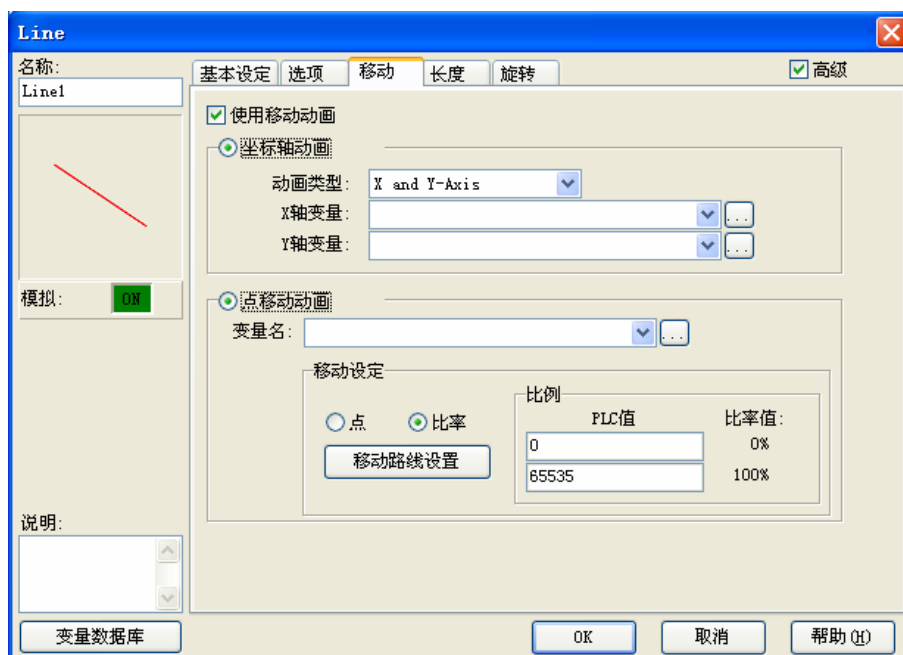 Line
名称:
Line1
基本设定 选项 移动 长度 旋转 高级
使用移动动画
坐标轴动画
动画类型: X and Y-Axis
X轴变量: ...
Y轴变量: ...
模拟: ON
点移动动画
变量名: ...
移动设定
比例
点 比率
PLC值 比率值:
0 0%
移动路线设置
65535 100%
说明:
变量数据库 OK 取消 帮助(H)